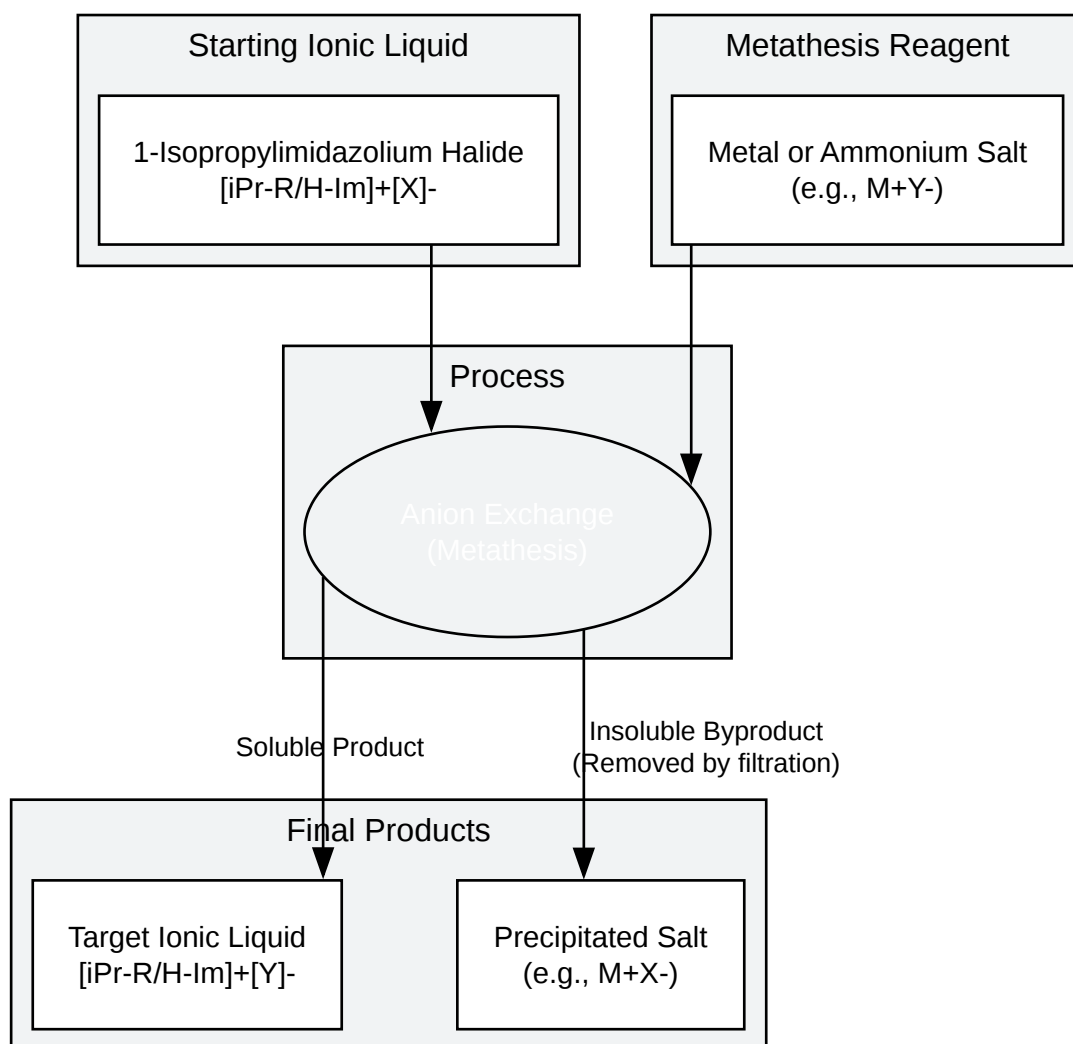 Starting Ionic Liquid
Metathesis Reagent
1-Isopropylimidazolium Halide
[iPr-R/H-Im]+[X]-
Metal or Ammonium Salt
(e.g., M+Y-)
Process
Anion Exchange
(Metathesis)
Soluble Product
Insoluble Byproduct
(Removed by filtration)
Final Products
Target Ionic Liquid
[iPr-R/H-Im]+[Y]-
Precipitated Salt
(e.g., M+X-)